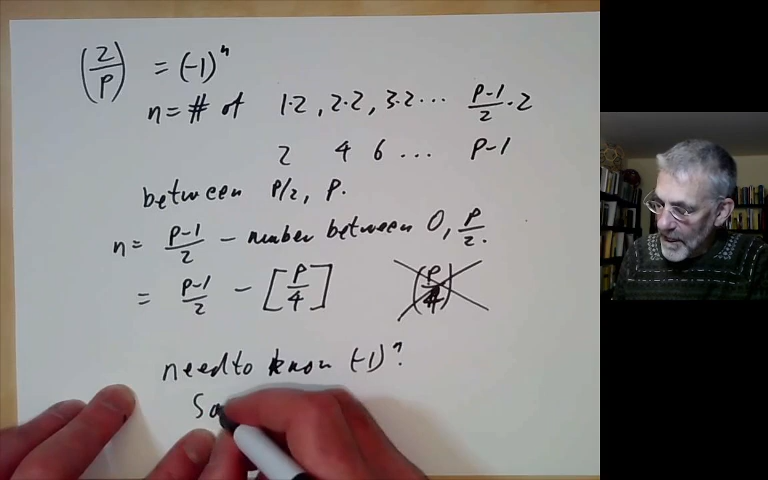 (2/p) = (-1)^n
n = # of 1·2, 2·2, 3·2 ... (p-1)/2 · 2
2 4 6 ... p-1
between p/2, p.
n = (p-1)/2 - number between 0, p/2.
= (p-1)/2 - [p/4] (p/4)
need to know (-1)^?
So